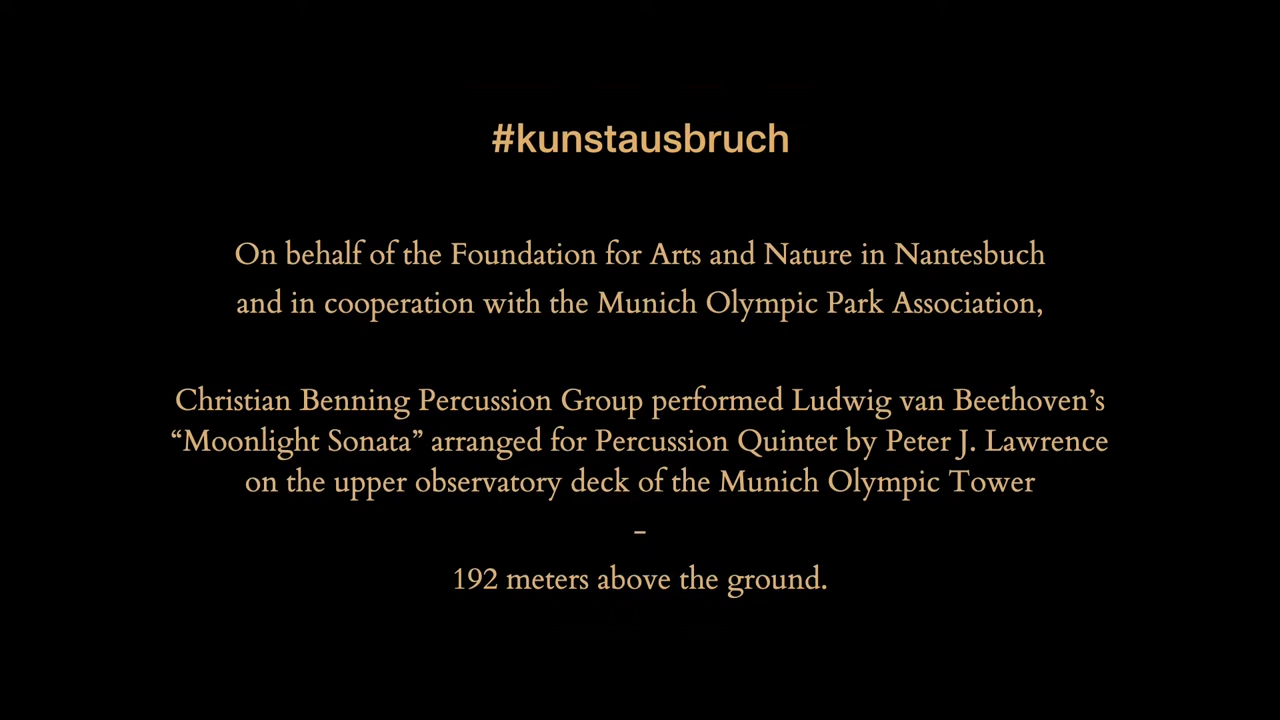 #kunstausbruch
On behalf of the Foundation for Arts and Nature in Nantesbuch
and in cooperation with the Munich Olympic Park Association,
Christian Benning Percussion Group performed Ludwig van Beethoven’s
“Moonlight Sonata” arranged for Percussion Quintet by Peter J. Lawrence
on the upper observatory deck of the Munich Olympic Tower
-
192 meters above the ground.